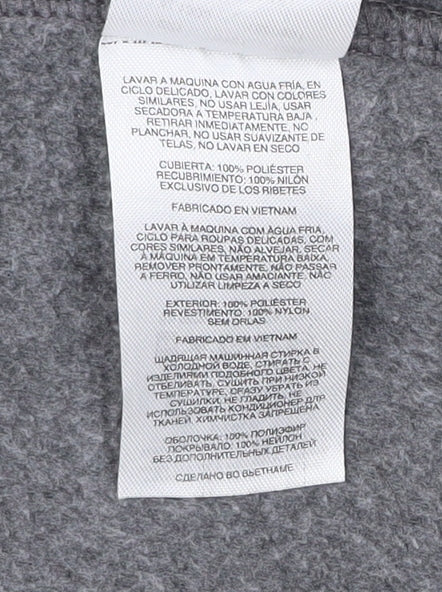 LAVAR A MAQUINA CON AGUA FRÍA, EN
CICLO DELICADO, LAVAR CON COLORES
SIMILARES, NO USAR LEJÍA, USAR
SECADORA A TEMPERATURA BAJA ,
RETIRAR INMEDIATAMENTE, NO
PLANCHAR, NO USAR SUAVIZANTE DE
TELAS, NO LAVAR EN SECO
CUBIERTA: 100% POLIÉSTER
RECUBRIMIENTO: 100% NILÓN
EXCLUSIVO DE LOS RIBETES
FABRICADO EN VIETNAM
LAVAR À MAQUINA COM ÁGUA FRIA,
CICLO PARA ROUPAS DELICADAS, COM
CORES SIMILARES, NÃO ALVEJAR, SECAR
À MÁQUINA EM TEMPERATURA BAIXA,
REMOVER PRONTAMENTE, NÃO PASSAR
A FERRO, NÃO USAR AMACIANTE, NÃO
UTILIZAR LIMPEZA A SECO
EXTERIOR: 100% POLIÉSTER
REVESTIMENTO: 100% NYLON
SEM ORLAS
FABRICADO EM VIETNAM
ЩАДЯЩАЯ МАШИННАЯ СТИРКА В
ХОЛОДНОЙ ВОДЕ, СТИРАТЬ С
ИЗДЕЛИЯМИ ПОДОБНОГО ЦВЕТА, НЕ
ОТБЕЛИВАТЬ, СУШИТЬ ПРИ НИЗКОЙ
ТЕМПЕРАТУРЕ, СРАЗУ УБРАТЬ ИЗ
СУШИЛКИ, НЕ ГЛАДИТЬ, НЕ
ИСПОЛЬЗОВАТЬ КОНДИЦИОНЕР ДЛЯ
ТКАНЕЙ, ХИМЧИСТКА ЗАПРЕЩЕНА
ОБОЛОЧКА: 100% ПОЛИЭФИР
ПОКРЫВАЛО: 100% НЕЙЛОН
БЕЗ ДОПОЛНИТЕЛЬНЫХ ДЕТАЛЕЙ
СДЕЛАНО ВО ВЬЕТНАМЕ